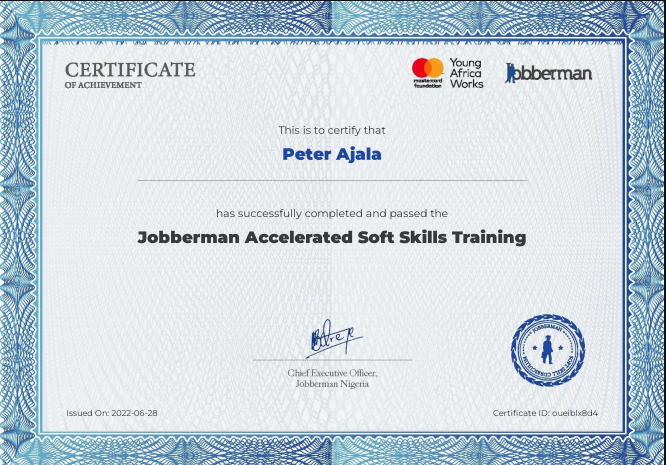 CERTIFICATE
OF ACHIEVEMENT
mastercard
foundation
Young
Africa
Works
Jobberman
This is to certify that
Peter Ajala
has successfully completed and passed the
Jobberman Accelerated Soft Skills Training
Chief Executive Officer,
Jobberman Nigeria
JOBBERMAN
SOFT SKILL
Issued On: 2022-06-28
Certificate ID: oueiblx8d4